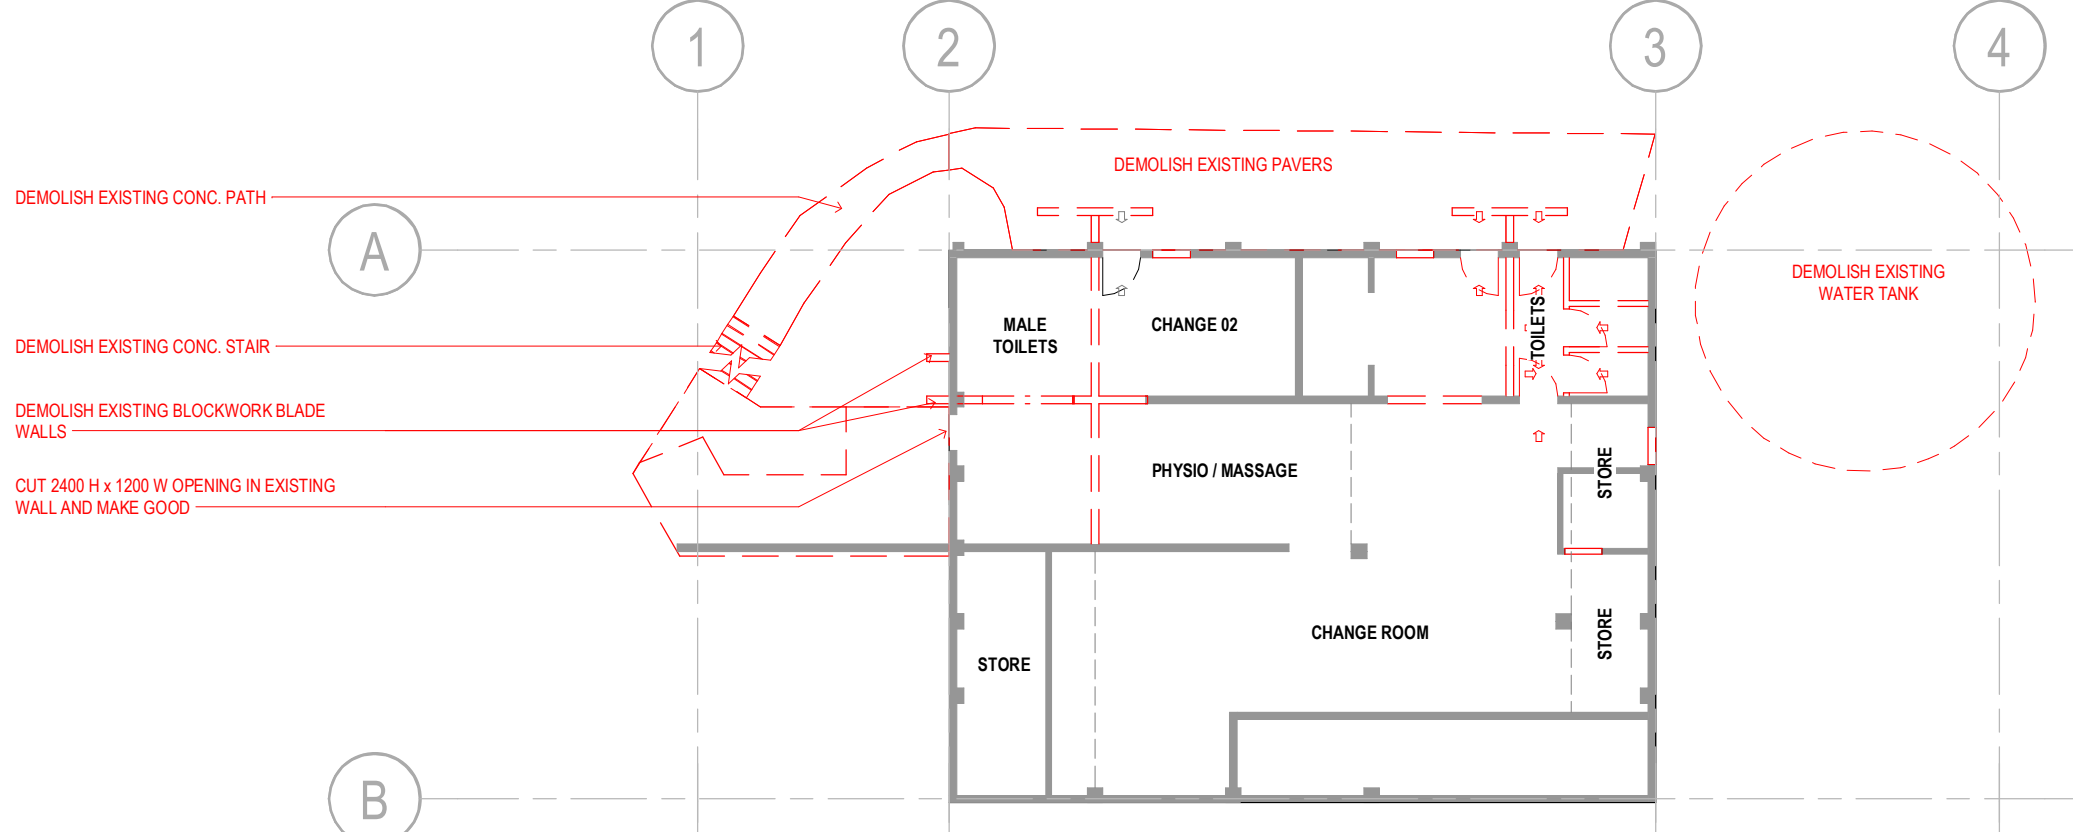 1
2
3
4
DEMOLISH EXISTING PAVERS
DEMOLISH EXISTING CONC. PATH
A
DEMOLISH EXISTING
WATER TANK
MALE
TOILETS
CHANGE 02
TOILETS
DEMOLISH EXISTING CONC. STAIR
DEMOLISH EXISTING BLOCKWORK BLADE
WALLS
PHYSIO / MASSAGE
STORE
CUT 2400 H x 1200 W OPENING IN EXISTING
WALL AND MAKE GOOD
CHANGE ROOM
STORE
STORE
B